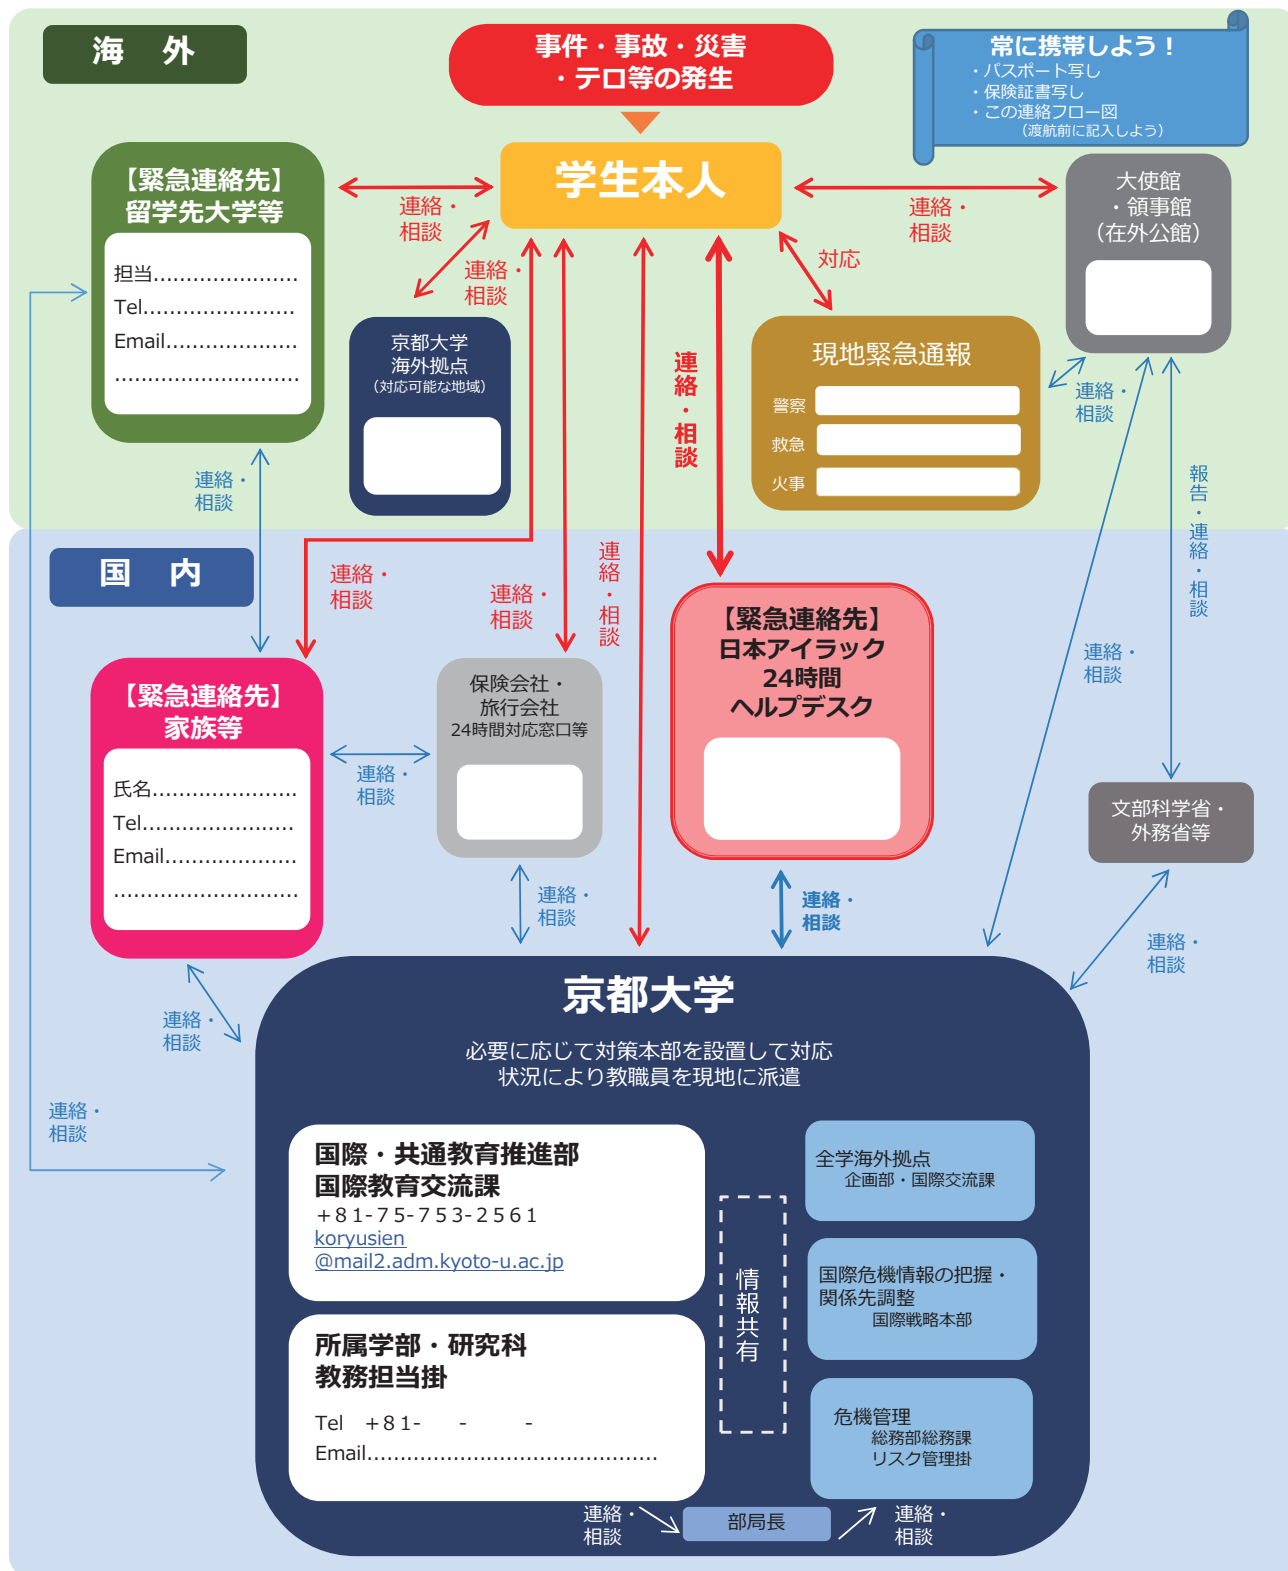 海 外
事件・事故・災害
・テロ等の発生
常に携帯しよう！
・パスポート写し
・保険証書写し
・この連絡フロー図
（渡航前に記入しよう）
学生本人
【緊急連絡先】
留学先大学等
担当......................
Tel.......................
Email....................
............................
連絡・
相談
連絡・
相談
連絡・
相談
対応
大使館
・領事館
（在外公館）
京都大学
海外拠点
（対応可能な地域）
連絡・相談
現地緊急通報
警察
救急
火事
連絡・
相談
連絡・
相談
報告・連絡・相談
国 内
連絡・
相談
連絡・
相談
連絡・相談
【緊急連絡先】
日本アイラック
24時間
ヘルプデスク
連絡・
相談
【緊急連絡先】
家族等
氏名......................
Tel.......................
Email....................
............................
連絡・
相談
保険会社・
旅行会社
24時間対応窓口等
文部科学省・
外務省等
連絡・
相談
連絡・
相談
連絡・
相談
連絡・
相談
連絡・
相談
京都大学
必要に応じて対策本部を設置して対応
状況により教職員を現地に派遣
国際・共通教育推進部
国際教育交流課
+81-75-753-2561
koryusien
@mail2.adm.kyoto-u.ac.jp
所属学部・研究科
教務担当掛
Tel +81- - -
Email............................................
情報共有
全学海外拠点
企画部・国際交流課
国際危機情報の把握・
関係先調整
国際戦略本部
危機管理
総務部総務課
リスク管理掛
連絡・
相談
部局長
連絡・
相談